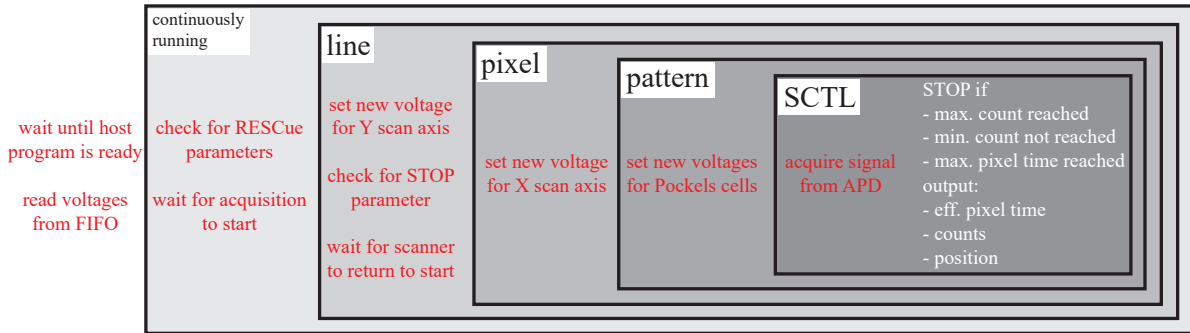 wait until host
program is ready
read voltages
from FIFO
continuously
running
check for RESCue
parameters
wait for acquisition
to start
line
set new voltage
for Y scan axis
check for STOP
parameter
wait for scanner
to return to start
pixel
set new voltage
for X scan axis
pattern
set new voltages
for Pockels cells
SCTL
acquire signal
from APD
STOP if
- max. count reached
- min. count not reached
- max. pixel time reached
output:
- eff. pixel time
- counts
- position